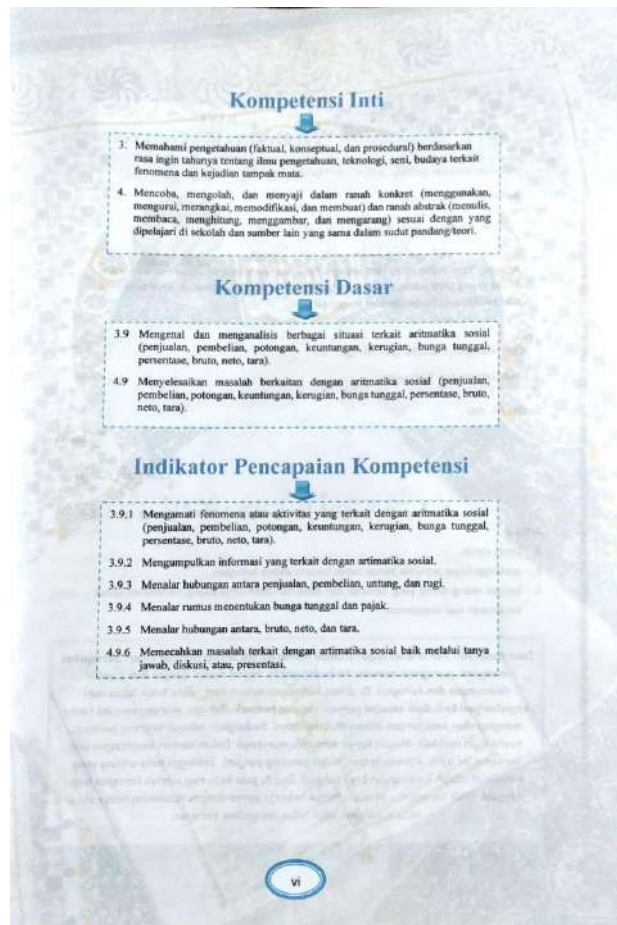 Kompetensi Inti
3. Memahami pengetahuan (faktual, konseptual, dan prosedural) berdasarkan
rasa ingin tahunya tentang ilmu pengetahuan, teknologi, seni, budaya terkait
fenomena dan kejadian tampak mata.
4. Mencoba, mengolah, dan menyaji dalam ranah konkret (menggunakan,
mengurai, merangkai, memodifikasi, dan membuat) dan ranah abstrak (menulis,
membaca, menghitung, menggambar, dan mengarang) sesuai dengan yang
dipelajari di sekolah dan sumber lain yang sama dalam sudut pandang/teori.
Kompetensi Dasar
3.9 Mengenal dan menganalisis berbagai situasi terkait aritmatika sosial
(penjualan, pembelian, potongan, keuntungan, kerugian, bunga tunggal,
persentase, bruto, neto, tara).
4.9 Menyelesaikan masalah berkaitan dengan aritmatika sosial (penjualan,
pembelian, potongan, keuntungan, kerugian, bunga tunggal, persentase, bruto,
neto, tara).
Indikator Pencapaian Kompetensi
3.9.1 Mengamati fenomena atau aktivitas yang terkait dengan aritmatika sosial
(penjualan, pembelian, potongan, keuntungan, kerugian, bunga tunggal,
persentase, bruto, neto, tara).
3.9.2 Mengumpulkan informasi yang terkait dengan artimatika sosial.
3.9.3 Menalar hubungan antara penjualan, pembelian, untung, dan rugi.
3.9.4 Menalar rumus menentukan bunga tunggal dan pajak.
3.9.5 Menalar hubungan antara, bruto, neto, dan tara.
4.9.6 Memecahkan masalah terkait dengan artimatika sosial baik melalui tanya
jawab, diskusi, atau, presentasi.
vi